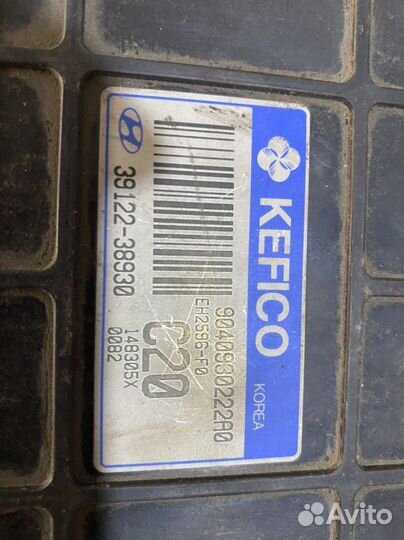 KEFICO
KOREA
9040930222A0
EH2596-F0
C20
39122-38930
148305X
0082
Avito